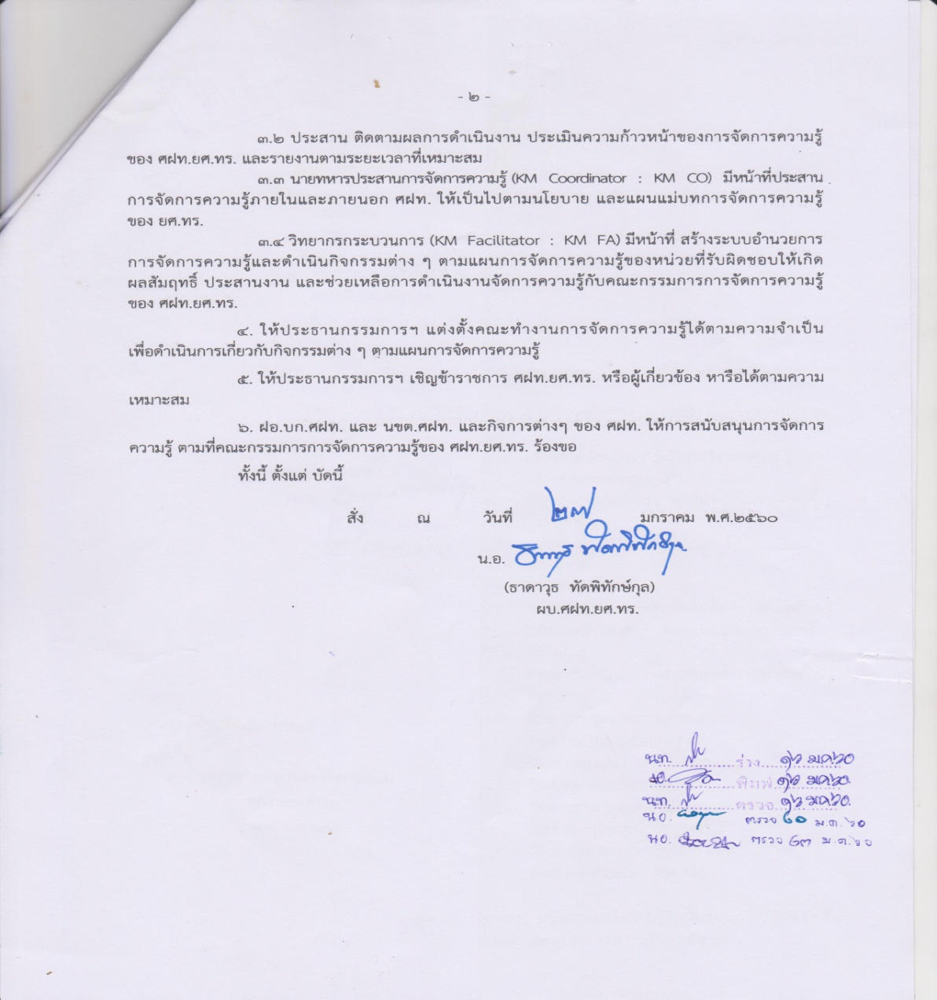 - ๒ -
๓.๒ ประสาน ติดตามผลการดำเนินงาน ประเมินความก้าวหน้าของการจัดการความรู้
ของ ศฝท.ยศ.ทร. และรายงานตามระยะเวลาที่เหมาะสม
๓.๓ นายทหารประสานการจัดการความรู้ (KM Coordinator : KM CO) มีหน้าที่ประสาน
การจัดการความรู้ภายในและภายนอก ศฝท. ให้เป็นไปตามนโยบาย และแผนแม่บทการจัดการความรู้
ของ ยศ.ทร.
๓.๔ วิทยากรกระบวนการ (KM Facilitator : KM FA) มีหน้าที่ สร้างระบบอำนวยการ
การจัดการความรู้และดำเนินกิจกรรมต่าง ๆ ตามแผนการจัดการความรู้ของหน่วยที่รับผิดชอบให้เกิด
ผลสัมฤทธิ์ ประสานงาน และช่วยเหลือการดำเนินงานจัดการความรู้กับคณะกรรมการการจัดการความรู้
ของ ศฝท.ยศ.ทร.
๔. ให้ประธานกรรมการฯ แต่งตั้งคณะทำงานการจัดการความรู้ได้ตามความจำเป็น
เพื่อดำเนินการเกี่ยวกับกิจกรรมต่าง ๆ ตามแผนการจัดการความรู้
๕. ให้ประธานกรรมการฯ เชิญข้าราชการ ศฝท.ยศ.ทร. หรือผู้เกี่ยวข้อง หารือได้ตามความ
เหมาะสม
๖. ฝอ.บก.ศฝท. และ นขต.ศฝท. และกิจการต่างๆ ของ ศฝท. ให้การสนับสนุนการจัดการ
ความรู้ ตามที่คณะกรรมการการจัดการความรู้ของ ศฝท.ยศ.ทร. ร้องขอ
ทั้งนี้ ตั้งแต่ บัดนี้
สั่ง ณ วันที่ ๒๗ มกราคม พ.ศ.๒๕๖๐
น.อ.
(ธาดาวุธ ทัดพิทักษ์กุล)
ผบ.ศฝท.ยศ.ทร.
น.ท. ร่าง ๑๖ ม.ค.๖๐
พิมพ์ ๑๖ ม.ค.๖๐
น.ท. ตรวจ ๑๖ ม.ค.๖๐
น.อ. ตรวจ ม.ค. ๖๐
น.อ. ตรวจ ม.ค. ๖๐